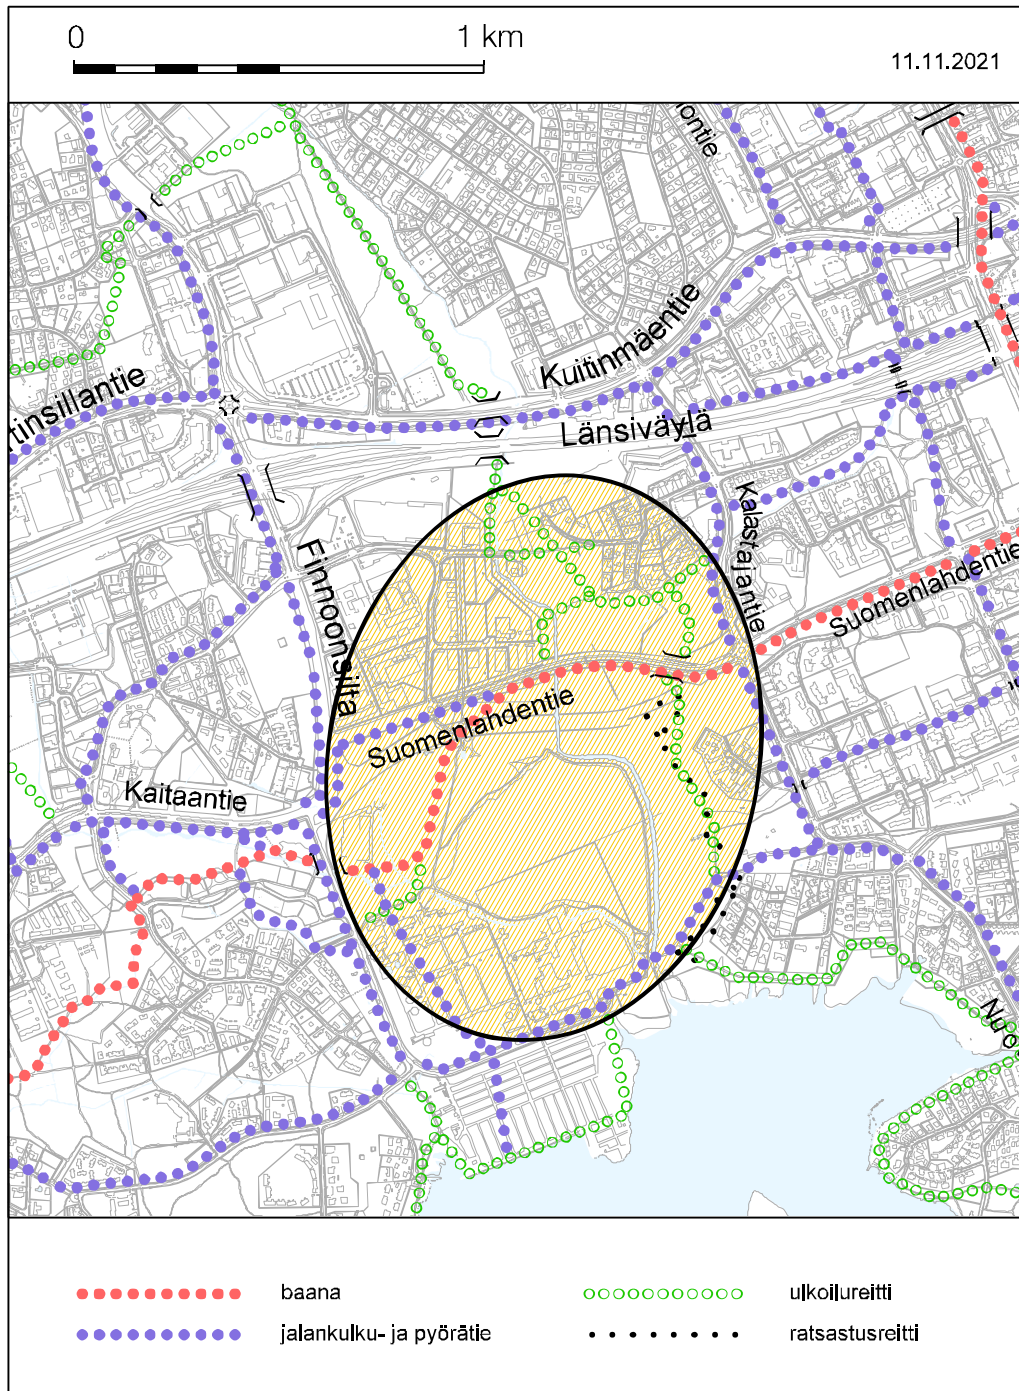 0
1 km
11.11.2021
ontie
Kuitinmäentie
tinsillantie
Länsiväylä
Kalastajantie
Finnoonsilta
Suomenlahdentie
Suomenlahdentie
Kaitaantie
Nuo
baana
ulkoilureitti
jalankulku- ja pyörätie
ratsastusreitti